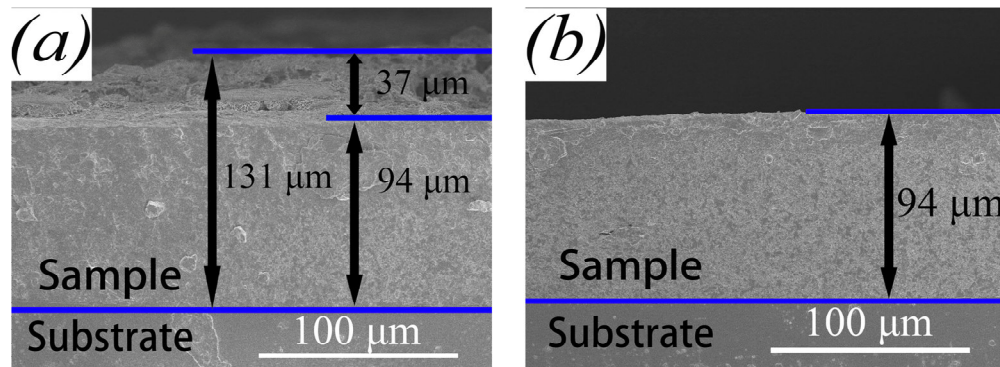 (a)
37 μm
131 μm
94 μm
Sample
Substrate
100 μm
(b)
94 μm
Sample
Substrate
100 μm